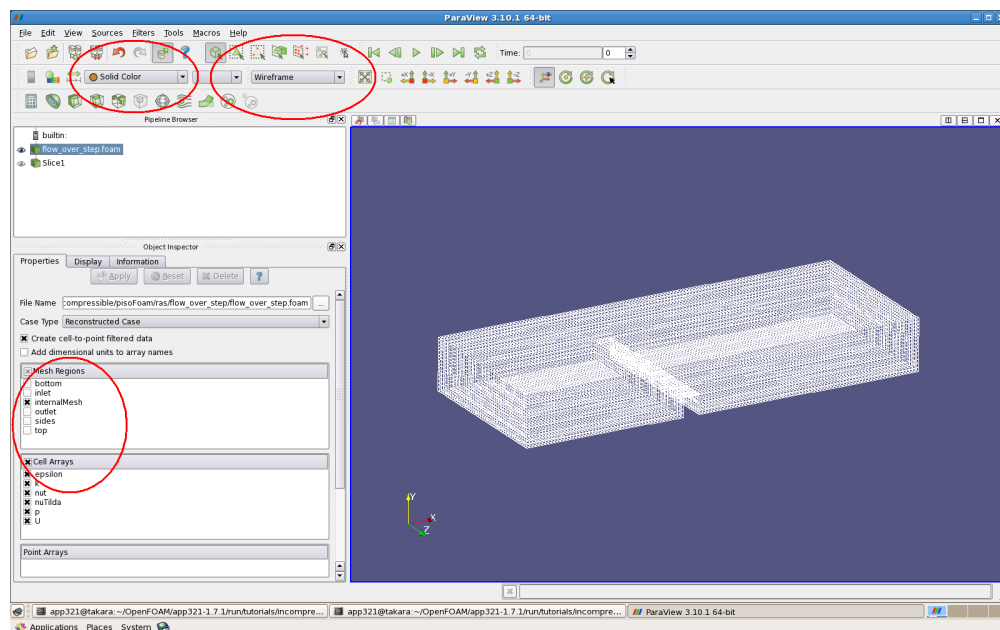 ParaView 3.10.1 64-bit
File Edit View Sources Filters Tools Macros Help
Time: 0 0
Solid Color Wireframe
Pipeline Browser
builtin:
flow_over_step.foam
Slice1
Object Inspector
Properties Display Information
Apply Reset Delete ?
File Name :ompressible/pisoFoam/ras/flow_over_step/flow_over_step.foam ...
Case Type Reconstructed Case
Create cell-to-point filtered data
Add dimensional units to array names
Mesh Regions
bottom
inlet
internalMesh
outlet
sides
top
Cell Arrays
epsilon
k
nut
nuTilda
p
U
Point Arrays
Y
X
Z
app321@takara:~/OpenFOAM/app321-1.7.1/run/tutorials/incompre... app321@takara:~/OpenFOAM/app321-1.7.1/run/tutorials/incompre... ParaView 3.10.1 64-bit
Applications Places System